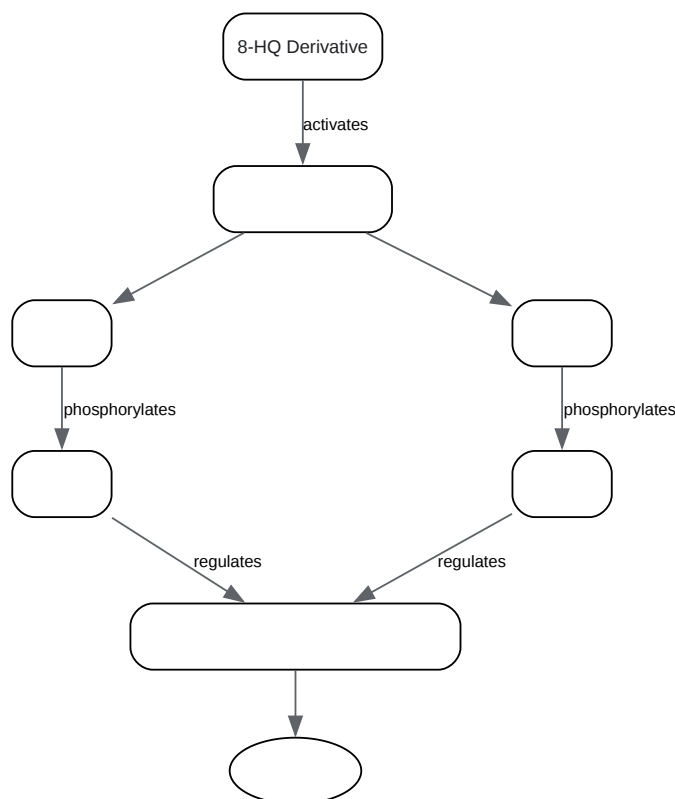 8-HQ Derivative
activates
phosphorylates
phosphorylates
regulates
regulates